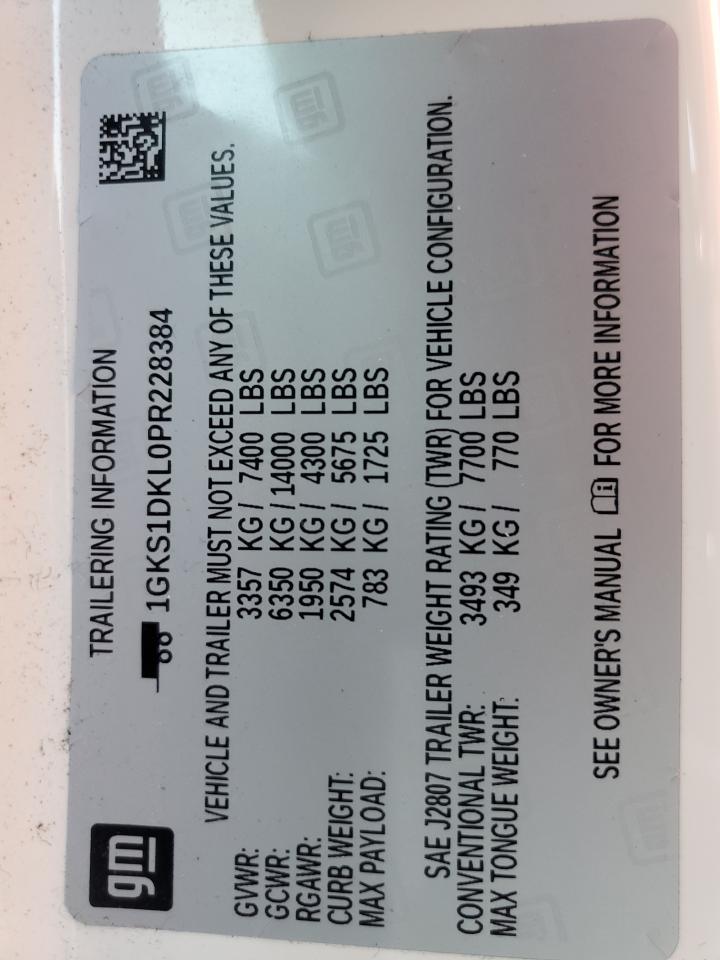 gm
TRAILERING INFORMATION
1GKS1DKL0PR228384
VEHICLE AND TRAILER MUST NOT EXCEED ANY OF THESE VALUES.
GVWR: 3357 KG / 7400 LBS
GCWR: 6350 KG / 14000 LBS
RGAWR: 1950 KG / 4300 LBS
CURB WEIGHT: 2574 KG / 5675 LBS
MAX PAYLOAD: 783 KG / 1725 LBS
SAE J2807 TRAILER WEIGHT RATING (TWR) FOR VEHICLE CONFIGURATION.
CONVENTIONAL TWR: 3493 KG / 7700 LBS
MAX TONGUE WEIGHT: 349 KG / 770 LBS
SEE OWNER'S MANUAL FOR MORE INFORMATION